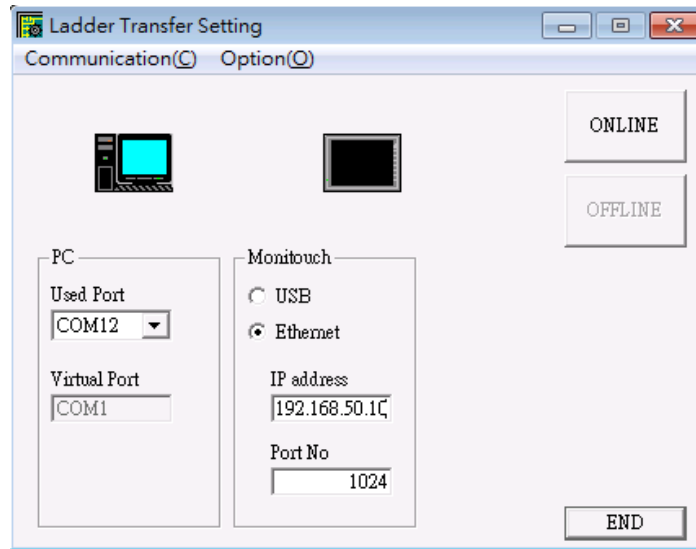 Ladder Transfer Setting
Communication(C) Option(O)
ONLINE
OFFLINE
PC
Used Port
COM12
Virtual Port
COM1
Monitouch
USB
Ethernet
IP address
Port No
1024
END